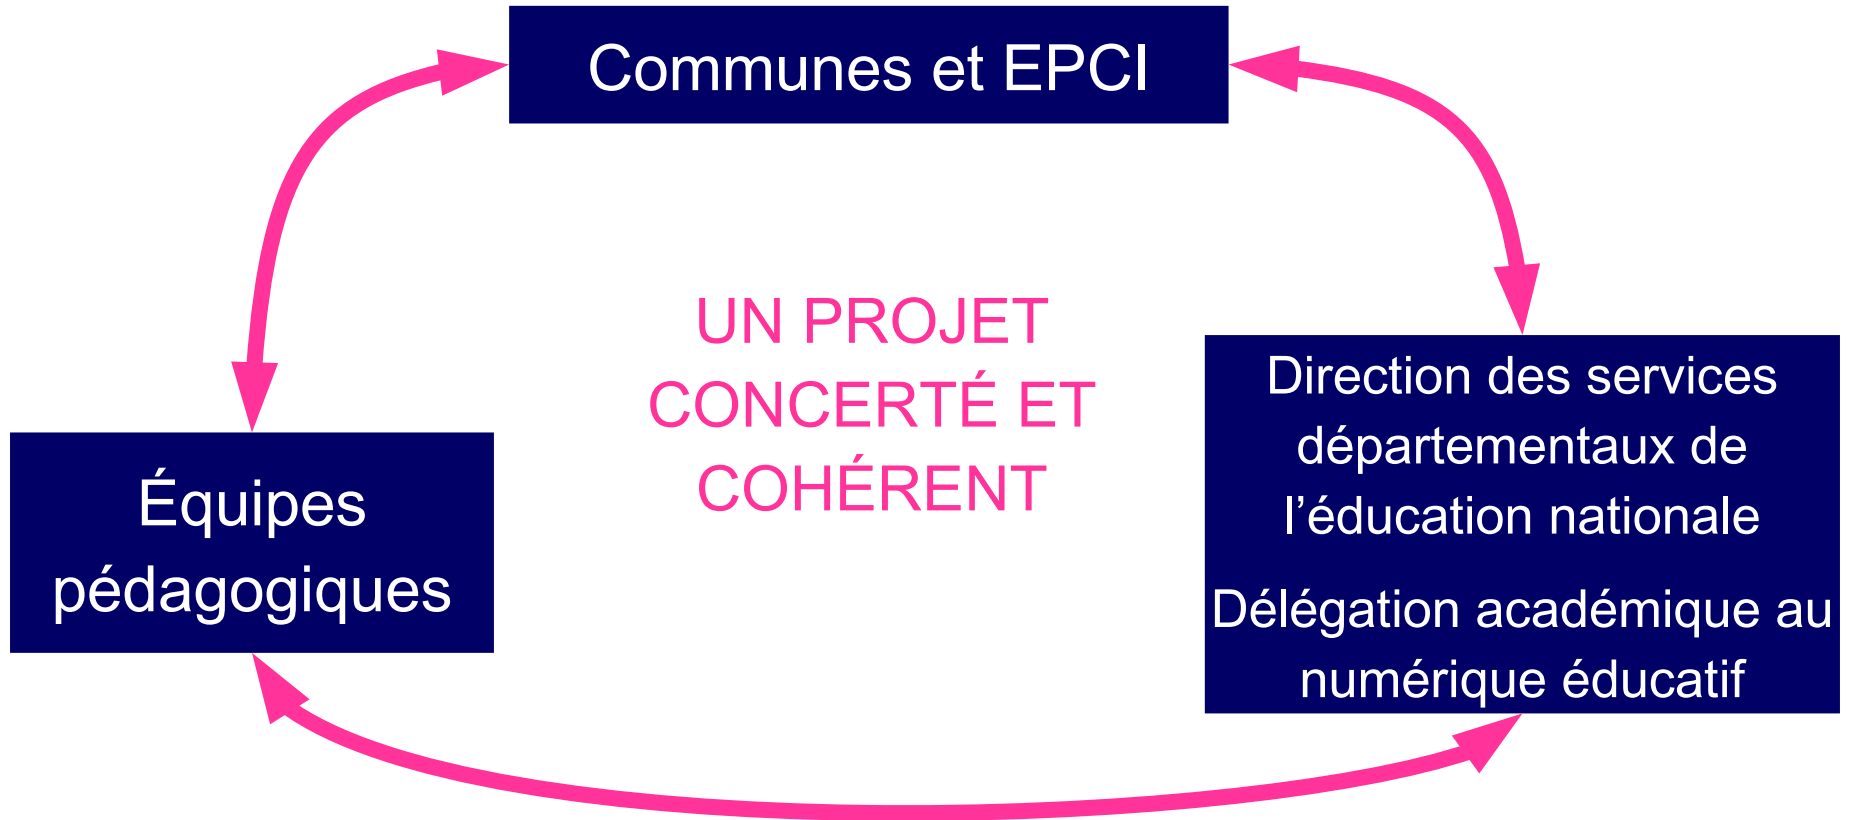 Communes et EPCI
UN PROJET
CONCERTÉ ET
COHÉRENT
Équipes
pédagogiques
Direction des services
départementaux de
l’éducation nationale
Délégation académique au
numérique éducatif